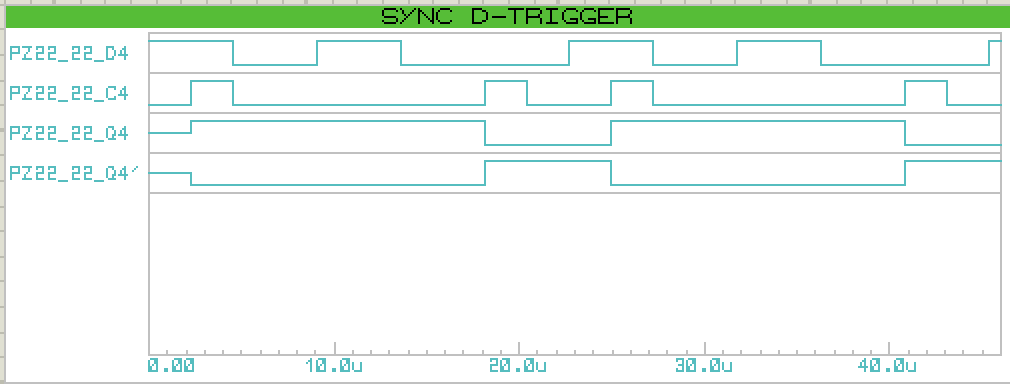 SYNC D-TRIGGER
PZ22_22_D4
PZ22_22_C4
PZ22_22_Q4
PZ22_22_Q4'
0.00 10.0u 20.0u 30.0u 40.0u